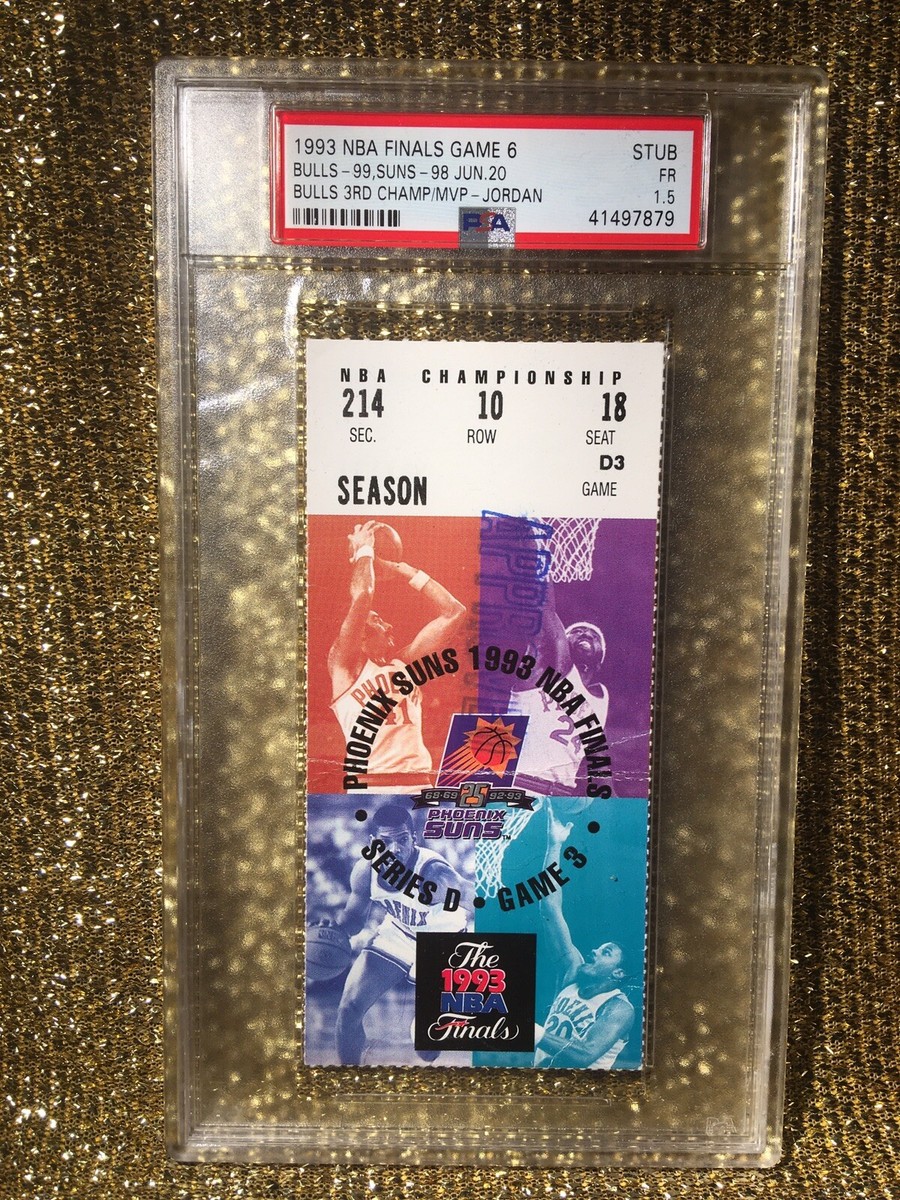 1993 NBA FINALS GAME 6 STUB
BULLS - 99, SUNS - 98 JUN.20 FR
BULLS 3RD CHAMP/MVP - JORDAN 1.5
PSA 41497879
NBA CHAMPIONSHIP
214 10 18
SEC. ROW SEAT
D3
SEASON GAME
PHOENIX SUNS 1993 NBA FINALS
68-69 25 92-93
PHOENIX
SUNS™
• SERIES D • GAME 3 •
The
1993
NBA
Finals